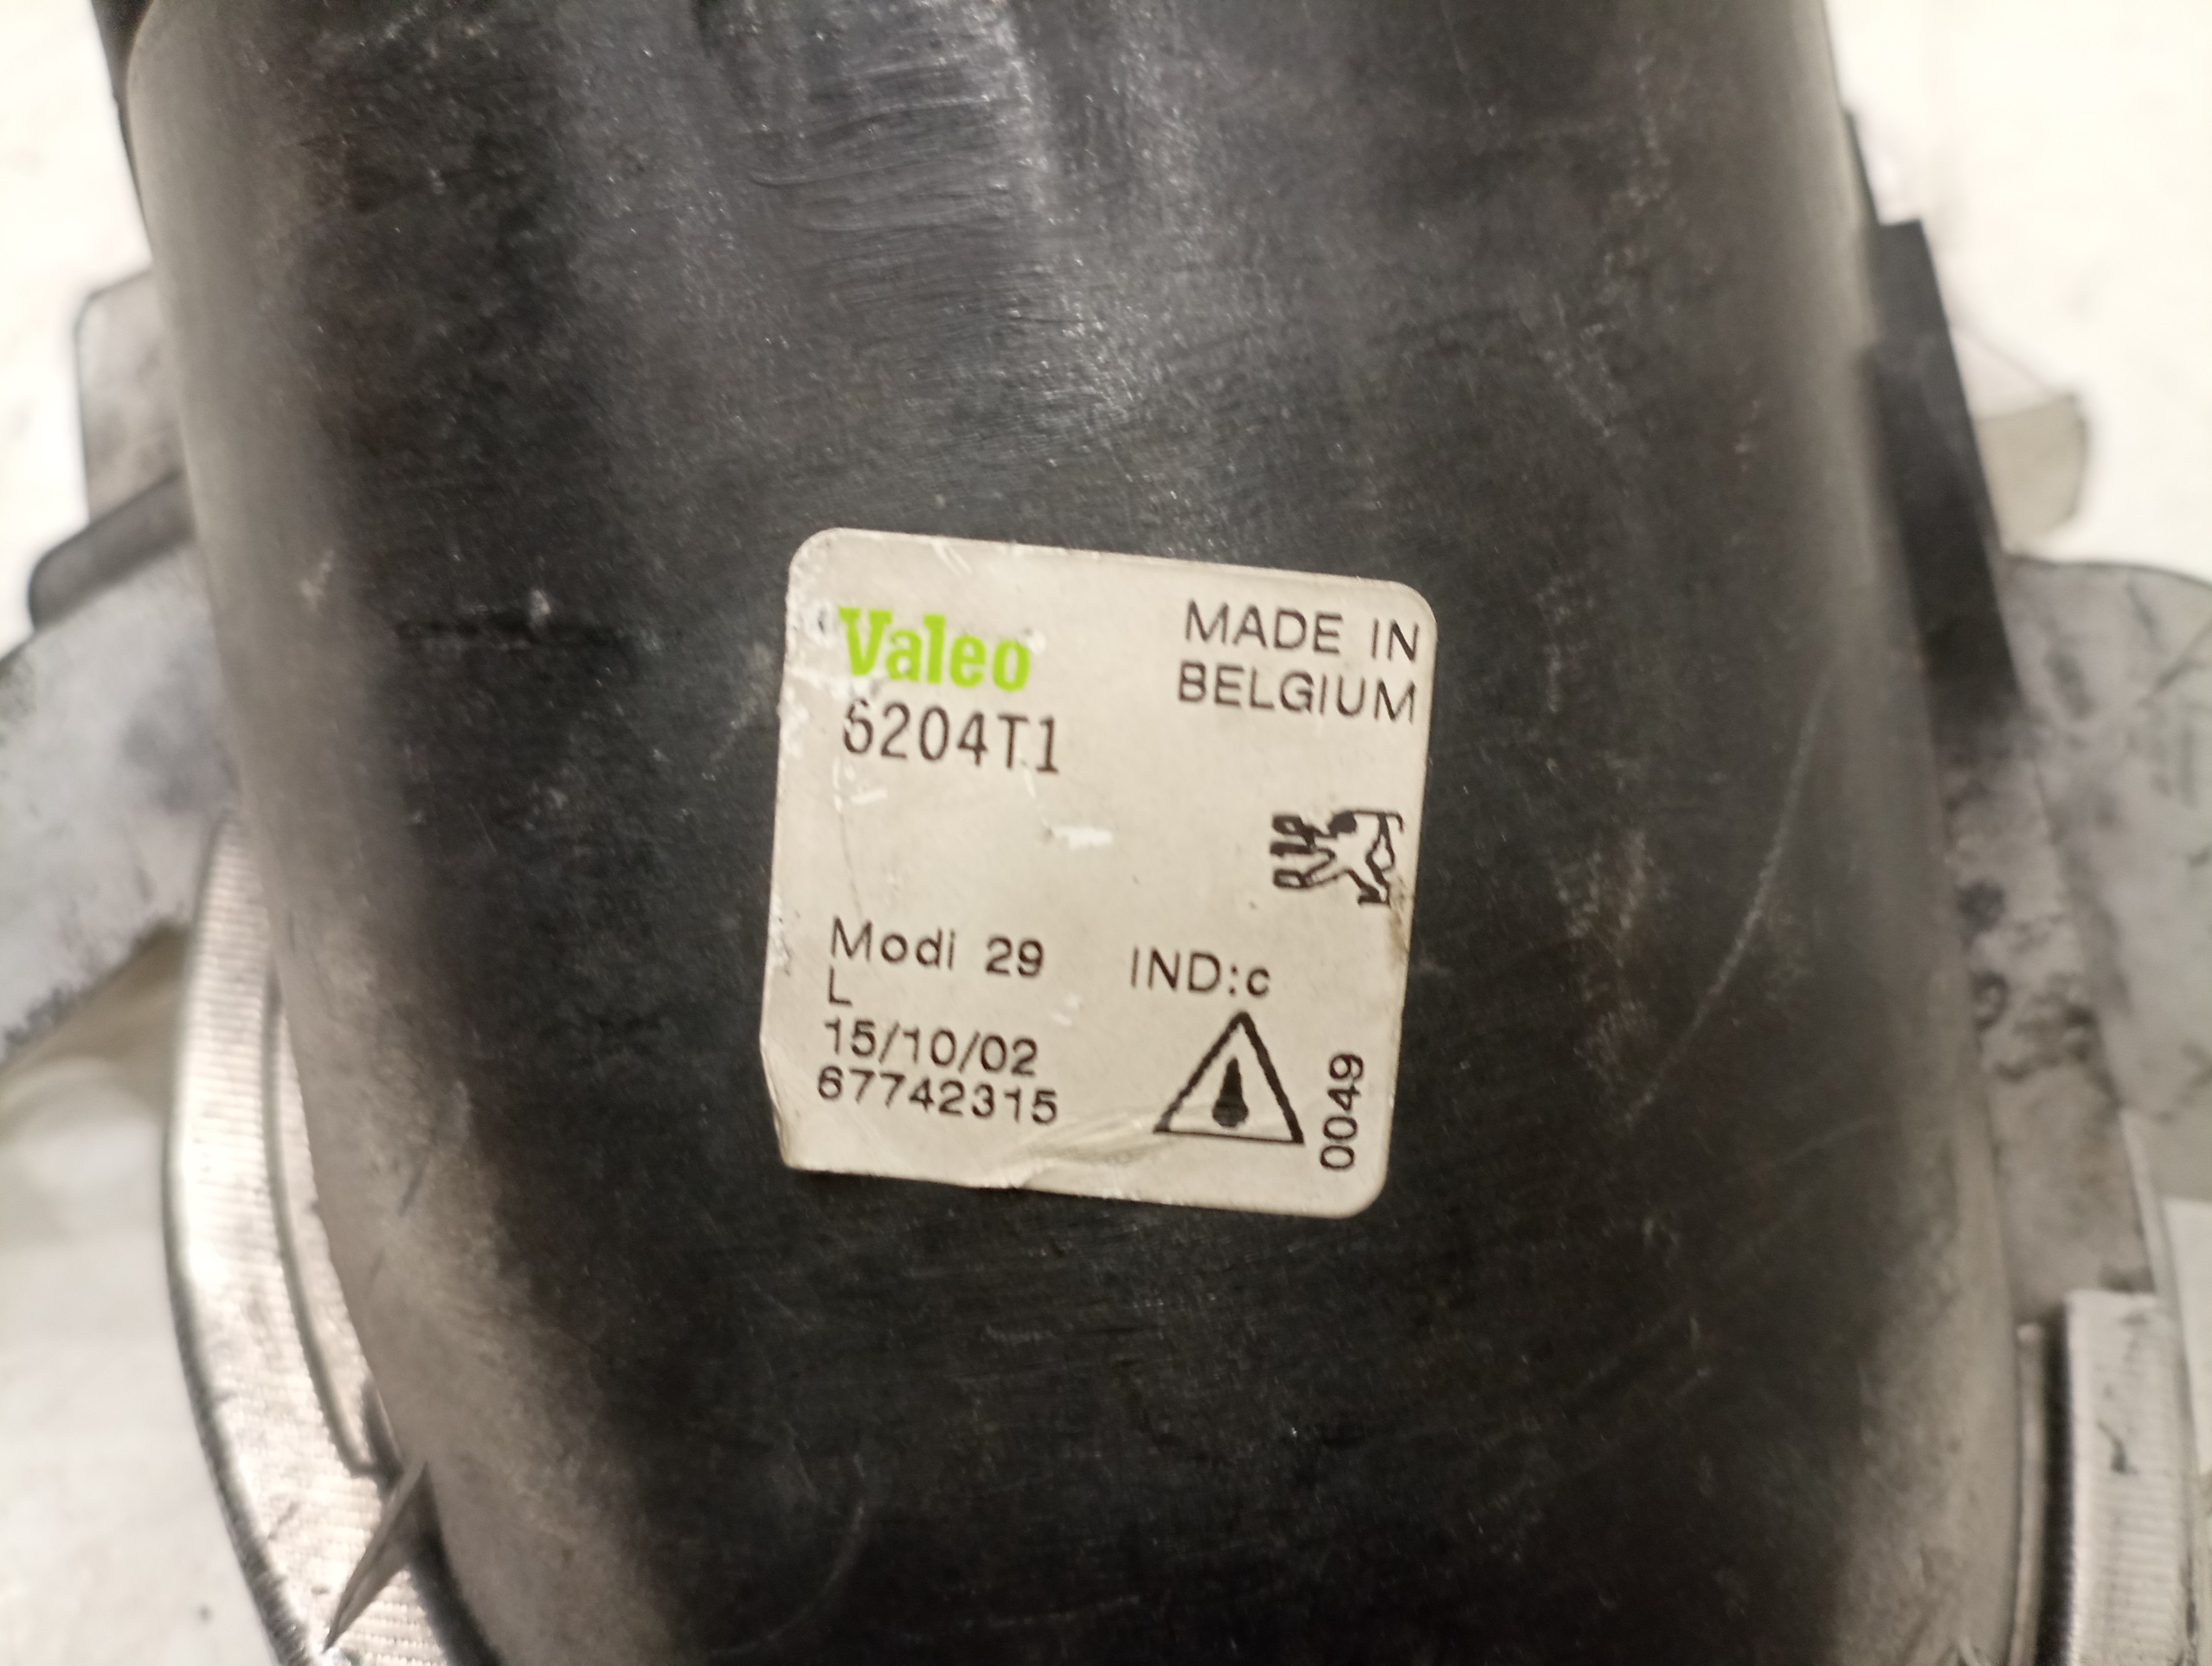 Valeo
MADE IN
BELGIUM
6204T1
Modi 29
IND:c
L
15/10/02
67742315
0049